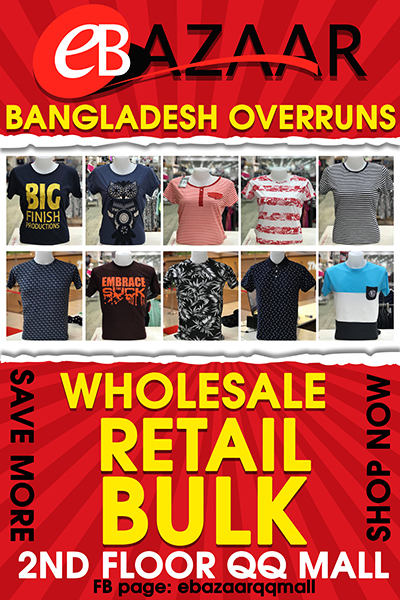 eBAZAAR
BANGLADESH OVERRUNS
BIG
FINISH
PRODUCTIONS
EMBRACE
SUCK
SAVE MORE
WHOLESALE
RETAIL
BULK
SHOP NOW
2ND FLOOR QQ MALL
FB page: ebazaarqqmall